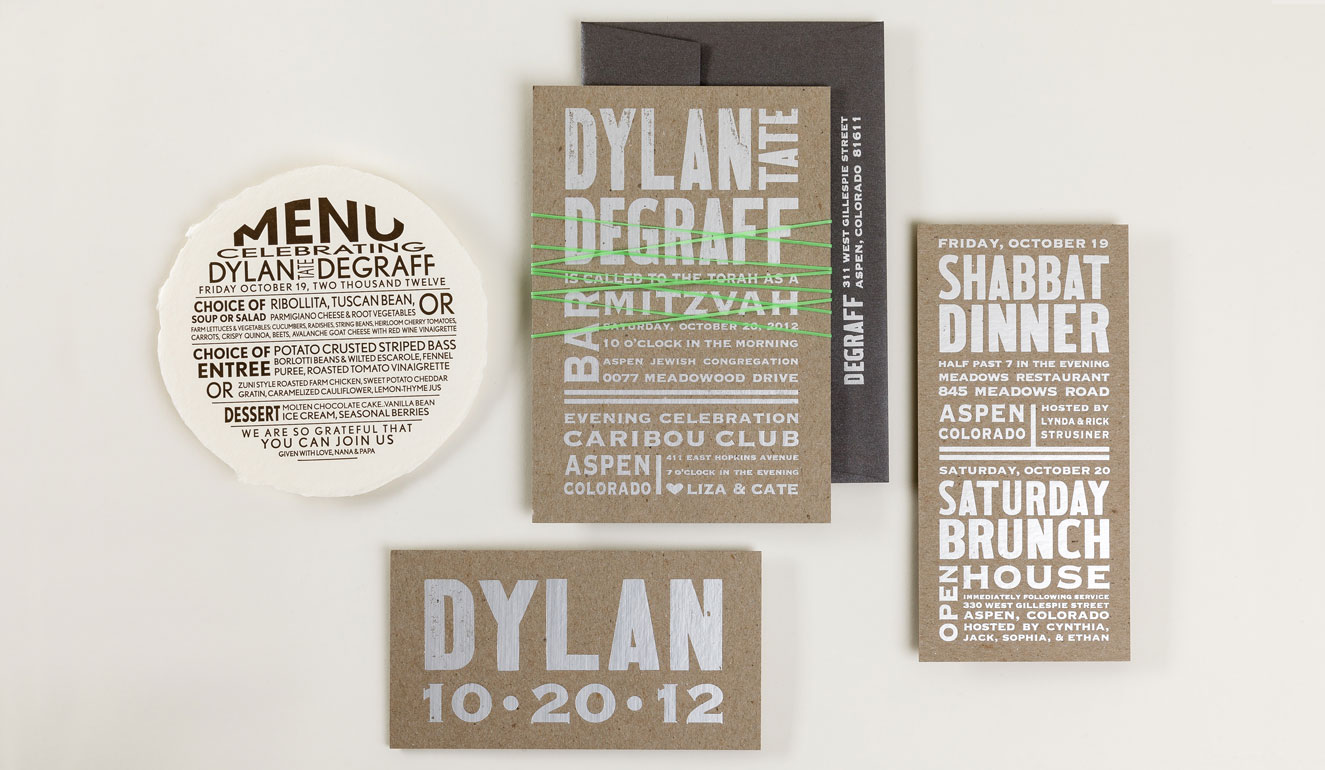 MENU
CELEBRATING
DYLAN TATE DEGRAFF
FRIDAY OCTOBER 19, TWO THOUSAND TWELVE
CHOICE OF SOUP OR SALAD
RIBOLLITA, TUSCAN BEAN,
PARMIGIANO CHEESE & ROOT VEGETABLES OR
FARM LETTUCES & VEGETABLES: CUCUMBERS, RADISHES, STRING BEANS, HEIRLOOM CHERRY TOMATOES,
CARROTS, CRISPY QUINOA, BEETS, AVALANCHE GOAT CHEESE WITH RED WINE VINAIGRETTE
CHOICE OF ENTREE
POTATO CRUSTED STRIPED BASS
BORLOTTI BEANS & WILTED ESCAROLE, FENNEL
PUREE, ROASTED TOMATO VINAIGRETTE
OR
ZUNI STYLE ROASTED FARM CHICKEN, SWEET POTATO CHEDDAR
GRATIN, CARAMELIZED CAULIFLOWER, LEMON-THYME JUS
DESSERT
MOLTEN CHOCOLATE CAKE..VANILLA BEAN
ICE CREAM, SEASONAL BERRIES
WE ARE SO GRATEFUL THAT
YOU CAN JOIN US
GIVEN WITH LOVE, NANA & PAPA
DYLAN TATE
DEGRAFF
IS CALLED TO THE TORAH AS A
BAR MITZVAH
SATURDAY, OCTOBER 20, 2012
10 O'CLOCK IN THE MORNING
ASPEN JEWISH CONGREGATION
0077 MEADOWOOD DRIVE
EVENING CELEBRATION
CARIBOU CLUB
ASPEN
COLORADO
411 EAST HOPKINS AVENUE
7 O'CLOCK IN THE EVENING
♥ LIZA & CATE
DEGRAFF
311 WEST GILLESPIE STREET
ASPEN, COLORADO 81611
FRIDAY, OCTOBER 19
SHABBAT
DINNER
HALF PAST 7 IN THE EVENING
MEADOWS RESTAURANT
845 MEADOWS ROAD
ASPEN
COLORADO
HOSTED BY
LYNDA & RICK
STRUSINER
SATURDAY, OCTOBER 20
SATURDAY
BRUNCH
OPEN HOUSE
IMMEDIATELY FOLLOWING SERVICE
330 WEST GILLESPIE STREET
ASPEN, COLORADO
HOSTED BY CYNTHIA,
JACK, SOPHIA, & ETHAN
DYLAN
10•20•12